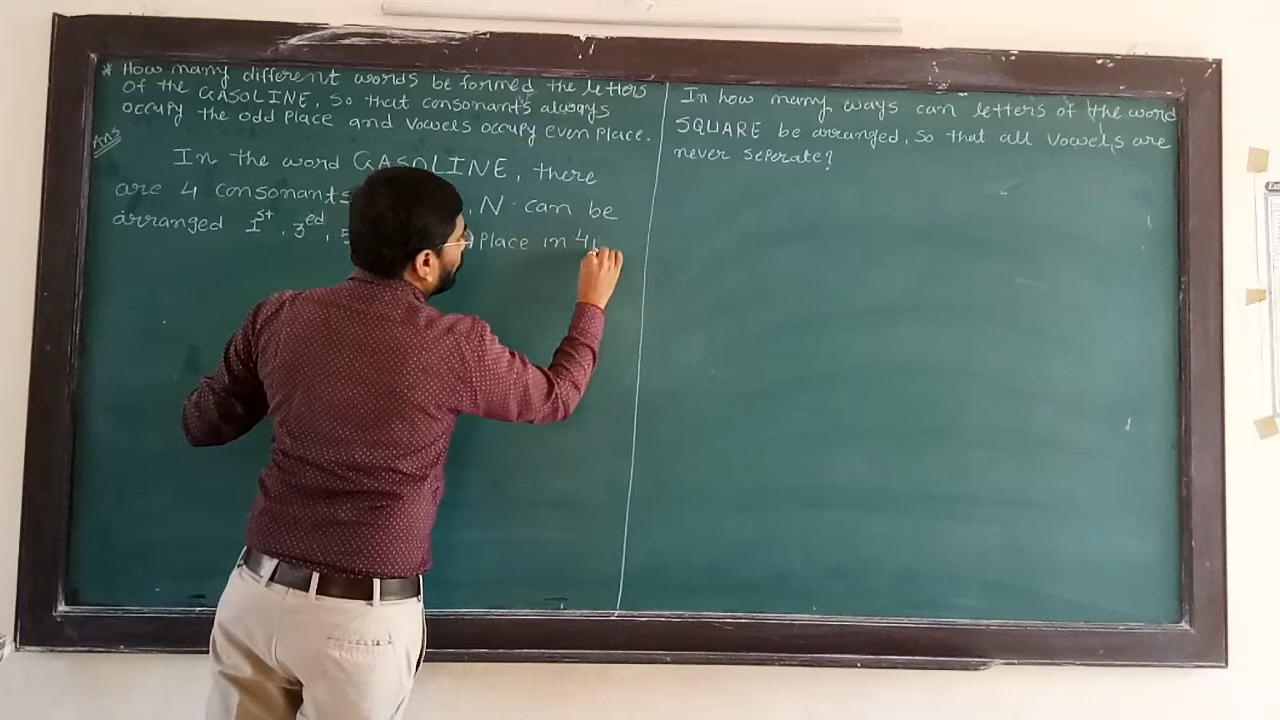 * How many different words be formed the letters
of the GASOLINE, So that consonants always
occupy the odd Place and Vowels occupy even Place.
Ans
In the word GASOLINE, there
are 4 consonants , N can be
arranged 1st, 3ed, 5 Place in 4
In how many ways can letters of the word
SQUARE be arranged, So that all Vowels are
never seperate?